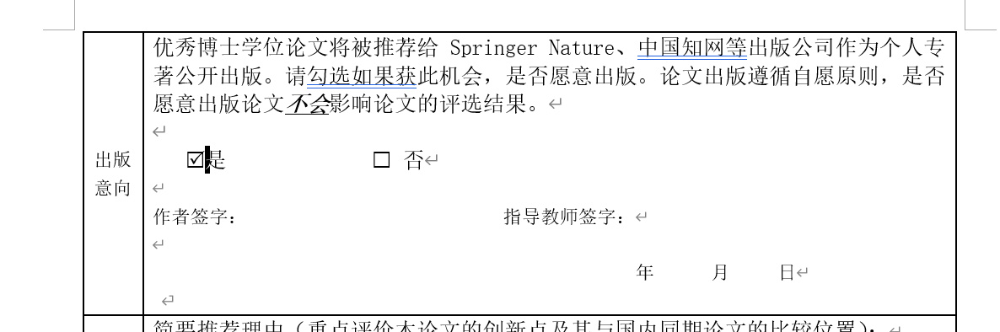 优秀博士学位论文将被推荐给 Springer Nature、中国知网等出版公司作为个人专
著公开出版。请勾选如果获此机会，是否愿意出版。论文出版遵循自愿原则，是否
愿意出版论文不会影响论文的评选结果。
☑是 □ 否
出版
意向
作者签字： 指导教师签字：
年 月 日
简要推荐理由（重点评价本论文的创新点及其与国内同期论文的比较位置）：